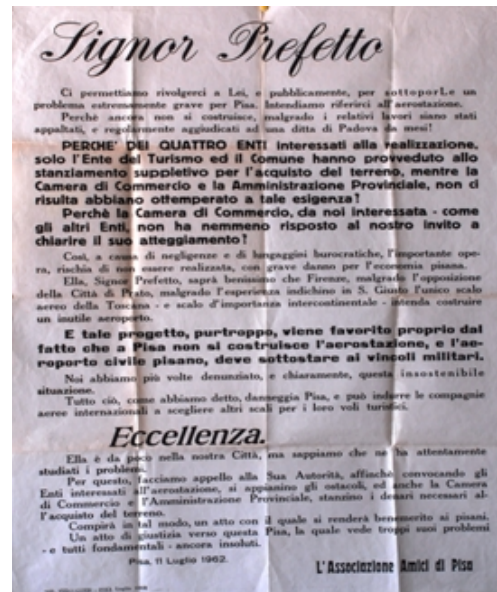 Signor Prefetto
Ci permettiamo rivolgerci a Lei, e pubblicamente, per sottoporLe un
problema estremamente grave per Pisa. Intendiamo riferirci all'aerostazione.
Perchè ancora non si costruisce, malgrado i relativi lavori siano stati
appaltati, e regolarmente aggiudicati ad una ditta di Padova da mesi!
PERCHE' DEI QUATTRO ENTI interessati alla realizzazione,
solo l'Ente del Turismo ed il Comune hanno provveduto allo
stanziamento suppletivo per l'acquisto del terreno, mentre la
Camera di Commercio e la Amministrazione Provinciale, non ci
risulta abbiano ottemperato a tale esigenza?
Perchè la Camera di Commercio, da noi interessata - come
gli altri Enti, non ha nemmeno risposto al nostro invito a
chiarire il suo atteggiamento?
Così, a causa di negligenze e di lungaggini burocratiche, l'importante ope-
ra, rischia di non essere realizzata, con grave danno per l'economia pisana.
Ella, Signor Prefetto, saprà benissimo che Firenze, malgrado l'opposizione
della Città di Prato, malgrado l'esperienza indichino in S. Giusto l'unico scalo
aereo della Toscana - e scalo d'importanza intercontinentale - intenda costruire
un inutile aeroporto.
E tale progetto, purtroppo, viene favorito proprio dal
fatto che a Pisa non si costruisce l'aerostazione, e l'ae-
roporto civile pisano, deve sottostare ai vincoli militari.
Noi abbiamo più volte denunziato, e chiaramente, questa insostenibile
situazione.
Tutto ciò, come abbiamo detto, danneggia Pisa, e può indurre le compagnie
aeree internazionali a scegliere altri scali per i loro voli turistici.
Eccellenza.
Ella è da poco nella nostra Città, ma sappiamo che ne ha attentamente
studiati i problemi.
Per questo, facciamo appello alla Sua Autorità, affinchè convocando gli
Enti interessati all'aerostazione, si appianino gli ostacoli, ed anche la Camera
di Commercio e l'Amministrazione Provinciale, stanzino i denari necessari al-
l'acquisto del terreno.
Compirà in tal modo, un atto con il quale si renderà benemerito ai pisani.
Un atto di giustizia verso questa Pisa, la quale vede troppi suoi problemi
- e tutti fondamentali - ancora insoluti.
Pisa, 11 Luglio 1962.
L'Associazione Amici di Pisa